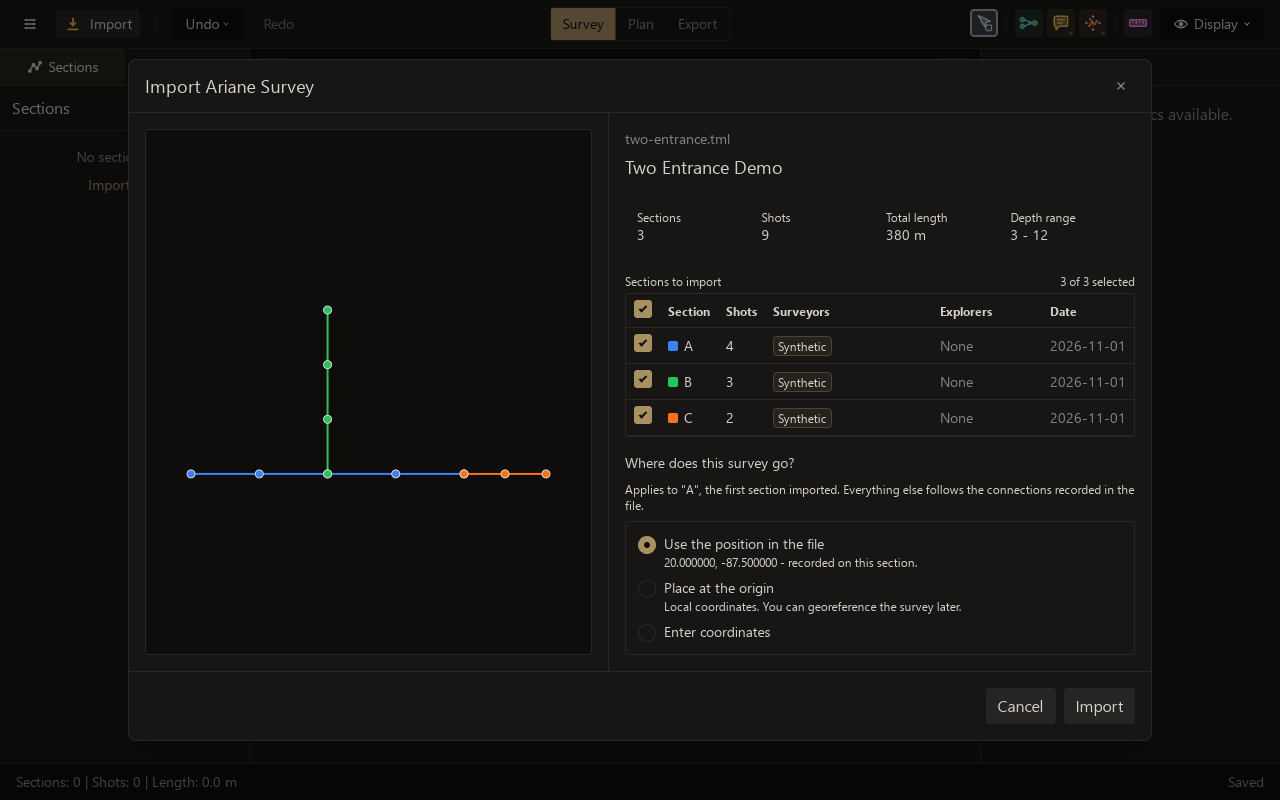 Import
Undo
Redo
Survey
Plan
Export
Display
Sections
Sections
No sectio
Import
cs available.
Import Ariane Survey
two-entrance.tml
Two Entrance Demo
Sections Shots Total length Depth range
3 9 380 m 3 - 12
Sections to import 3 of 3 selected
Section Shots Surveyors Explorers Date
A 4 Synthetic None 2026-11-01
B 3 Synthetic None 2026-11-01
C 2 Synthetic None 2026-11-01
Where does this survey go?
Applies to "A", the first section imported. Everything else follows the connections recorded in the
file.
Use the position in the file
20.000000, -87.500000 - recorded on this section.
Place at the origin
Local coordinates. You can georeference the survey later.
Enter coordinates
Cancel
Import
Sections: 0 | Shots: 0 | Length: 0.0 m
Saved